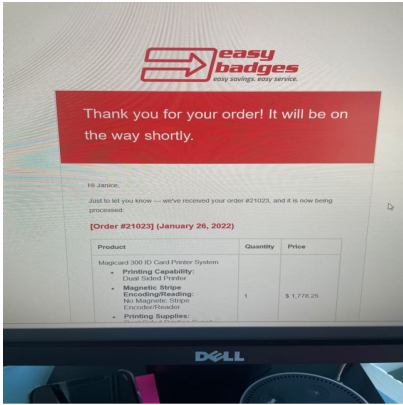 easy
badges
easy savings. easy service.
Thank you for your order! It will be on
the way shortly.
Hi Janice,
Just to let you know — we've received your order #21023, and it is now being
processed:
[Order #21023] (January 26, 2022)
Product Quantity Price
Magicard 300 ID Card Printer System
• Printing Capability:
Dual Sided Printer
• Magnetic Stripe
Encoding/Reading:
No Magnetic Stripe
Encoder/Reader
1 $ 1,778.25
• Printing Supplies:
DELL